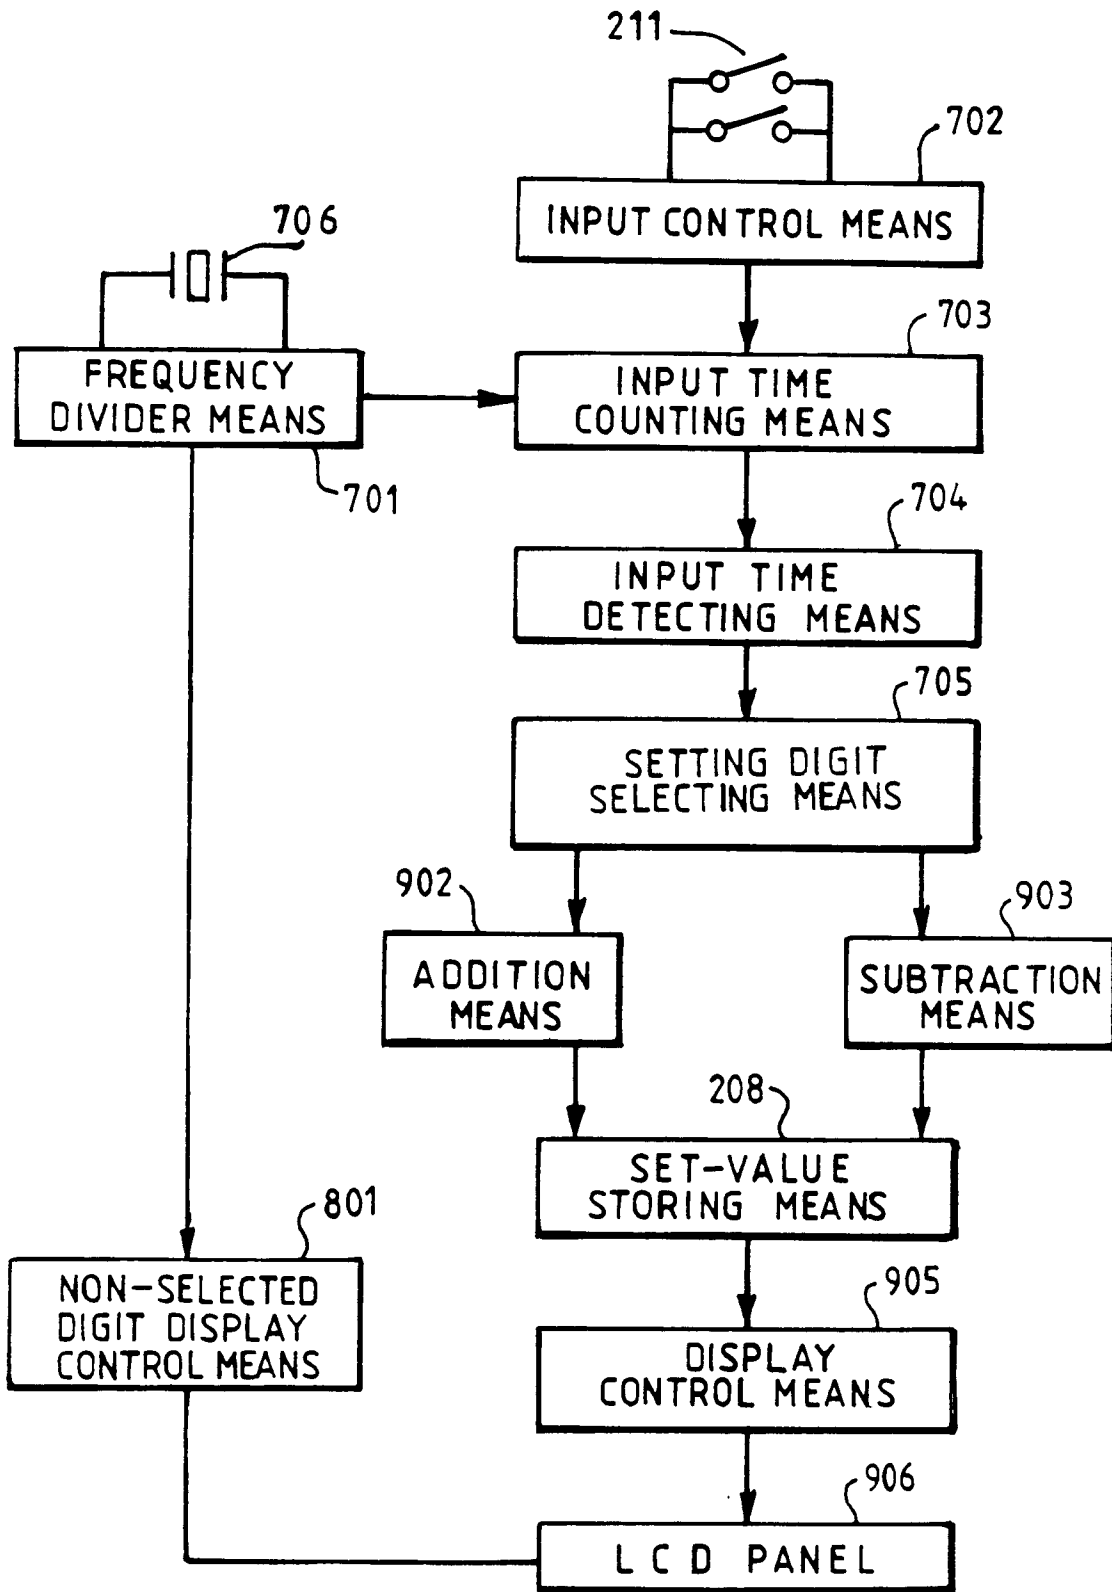 211
702
INPUT CONTROL MEANS
706
703
FREQUENCY
DIVIDER MEANS
INPUT TIME
COUNTING MEANS
701
704
INPUT TIME
DETECTING MEANS
705
SETTING DIGIT
SELECTING MEANS
902
903
ADDITION
MEANS
SUBTRACTION
MEANS
208
SET-VALUE
STORING MEANS
801
NON-SELECTED
DIGIT DISPLAY
CONTROL MEANS
905
DISPLAY
CONTROL MEANS
906
LCD PANEL